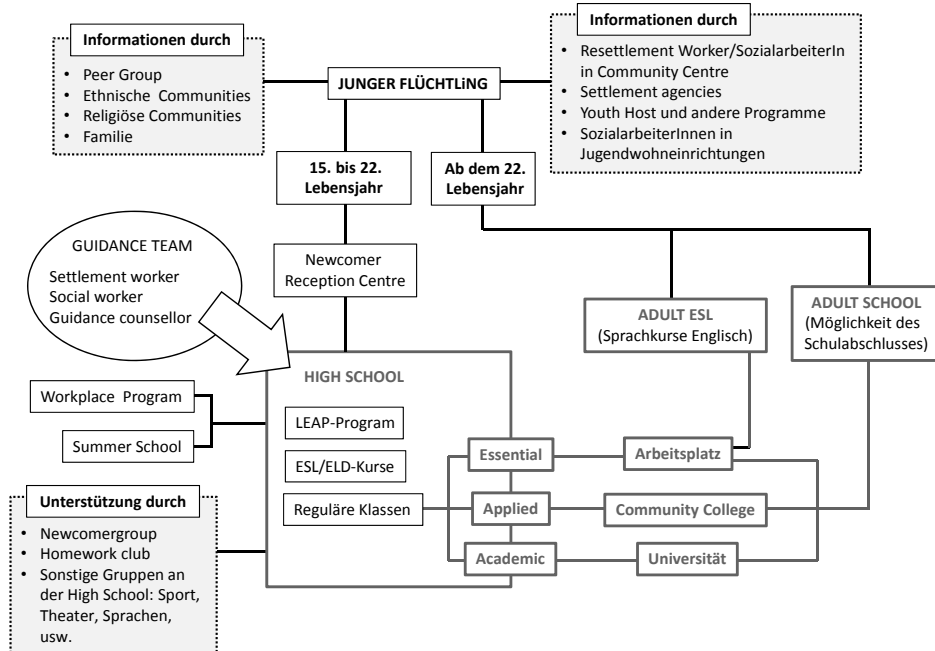 Informationen durch
• Peer Group
• Ethnische Communities
• Religiöse Communities
• Familie
JUNGER FLÜCHTLiNG
Informationen durch
• Resettlement Worker/SozialarbeiterIn
in Community Centre
• Settlement agencies
• Youth Host und andere Programme
• SozialarbeiterInnen in
Jugendwohneinrichtungen
15. bis 22.
Lebensjahr
Ab dem 22.
Lebensjahr
GUIDANCE TEAM
Settlement worker
Social worker
Guidance counsellor
Newcomer
Reception Centre
ADULT ESL
(Sprachkurse Englisch)
ADULT SCHOOL
(Möglichkeit des
Schulabschlusses)
HIGH SCHOOL
Workplace Program
Summer School
LEAP-Program
ESL/ELD-Kurse
Reguläre Klassen
Essential
Applied
Academic
Arbeitsplatz
Community College
Universität
Unterstützung durch
• Newcomergroup
• Homework club
• Sonstige Gruppen an
der High School: Sport,
Theater, Sprachen,
usw.